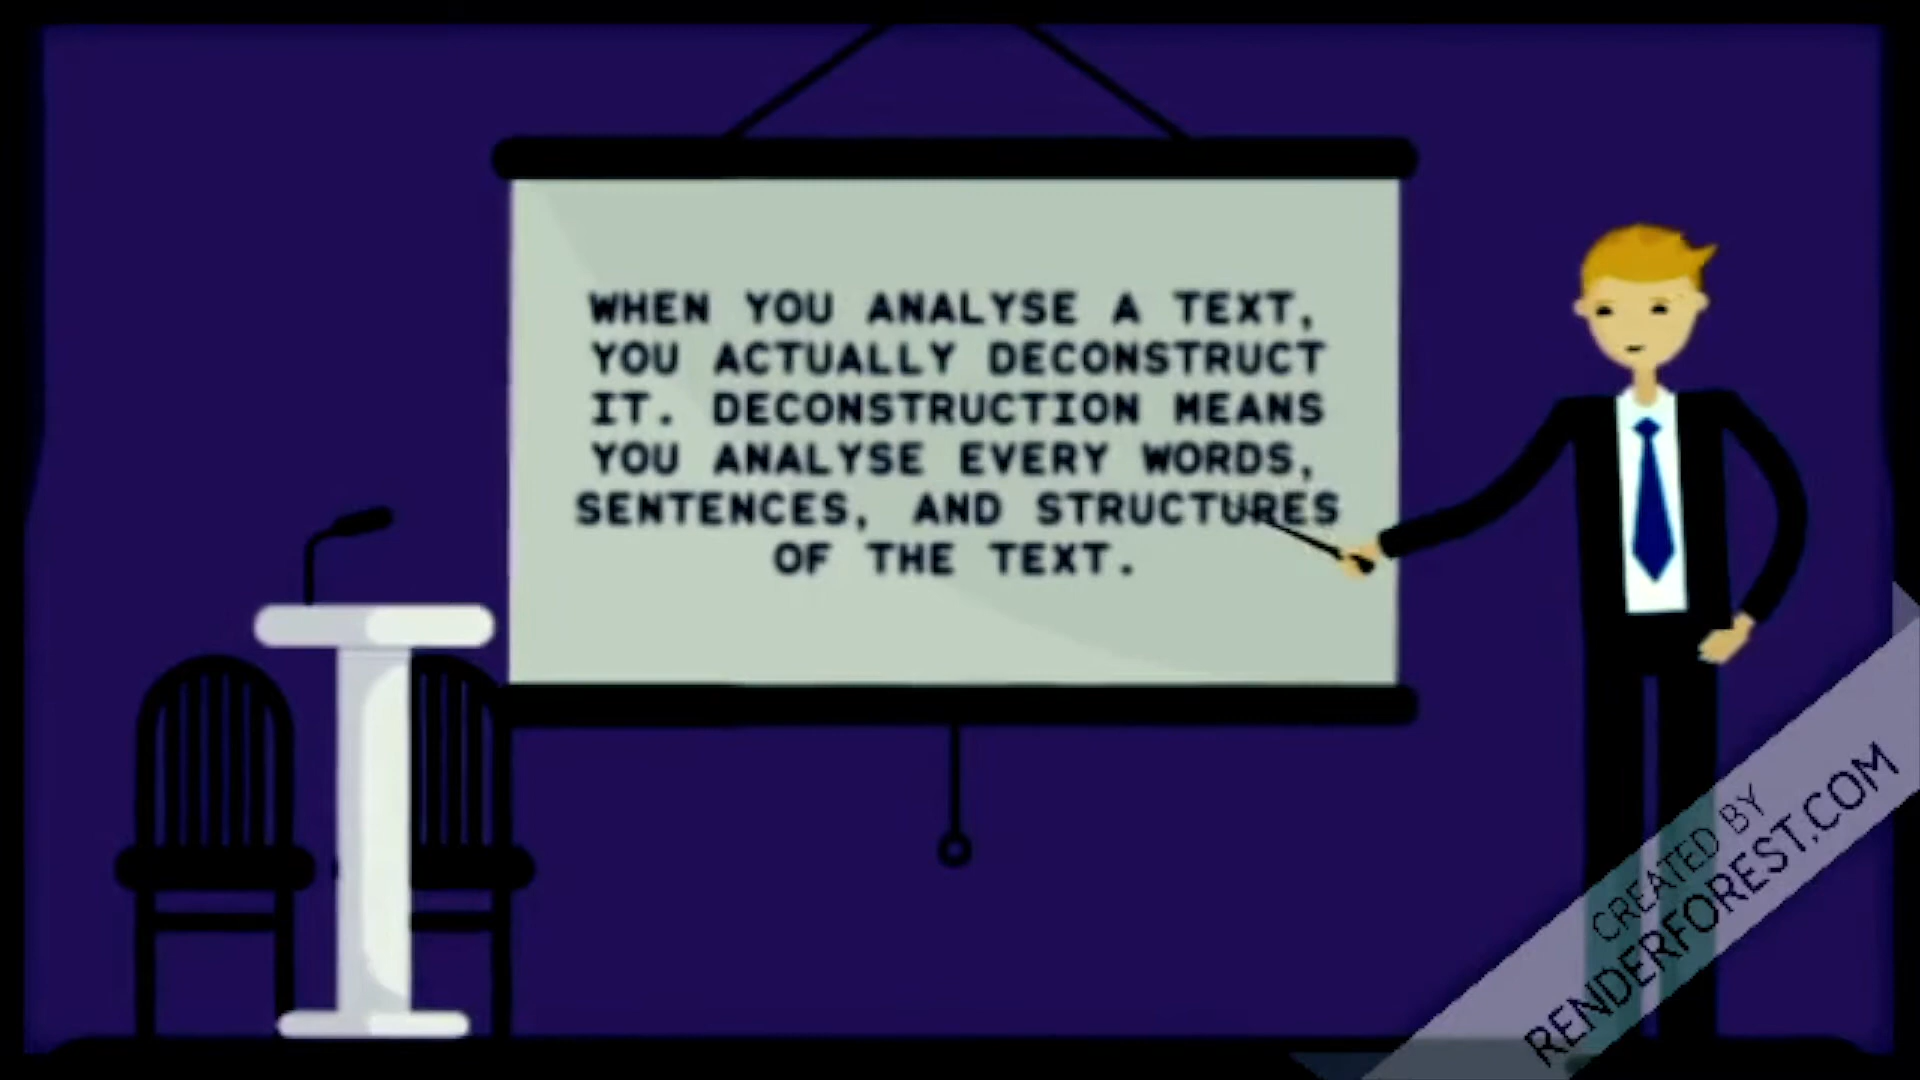 WHEN YOU ANALYSE A TEXT,
YOU ACTUALLY DECONSTRUCT
IT. DECONSTRUCTION MEANS
YOU ANALYSE EVERY WORDS,
SENTENCES, AND STRUCTURES
OF THE TEXT.
CREATED BY
RENDERFOREST.COM